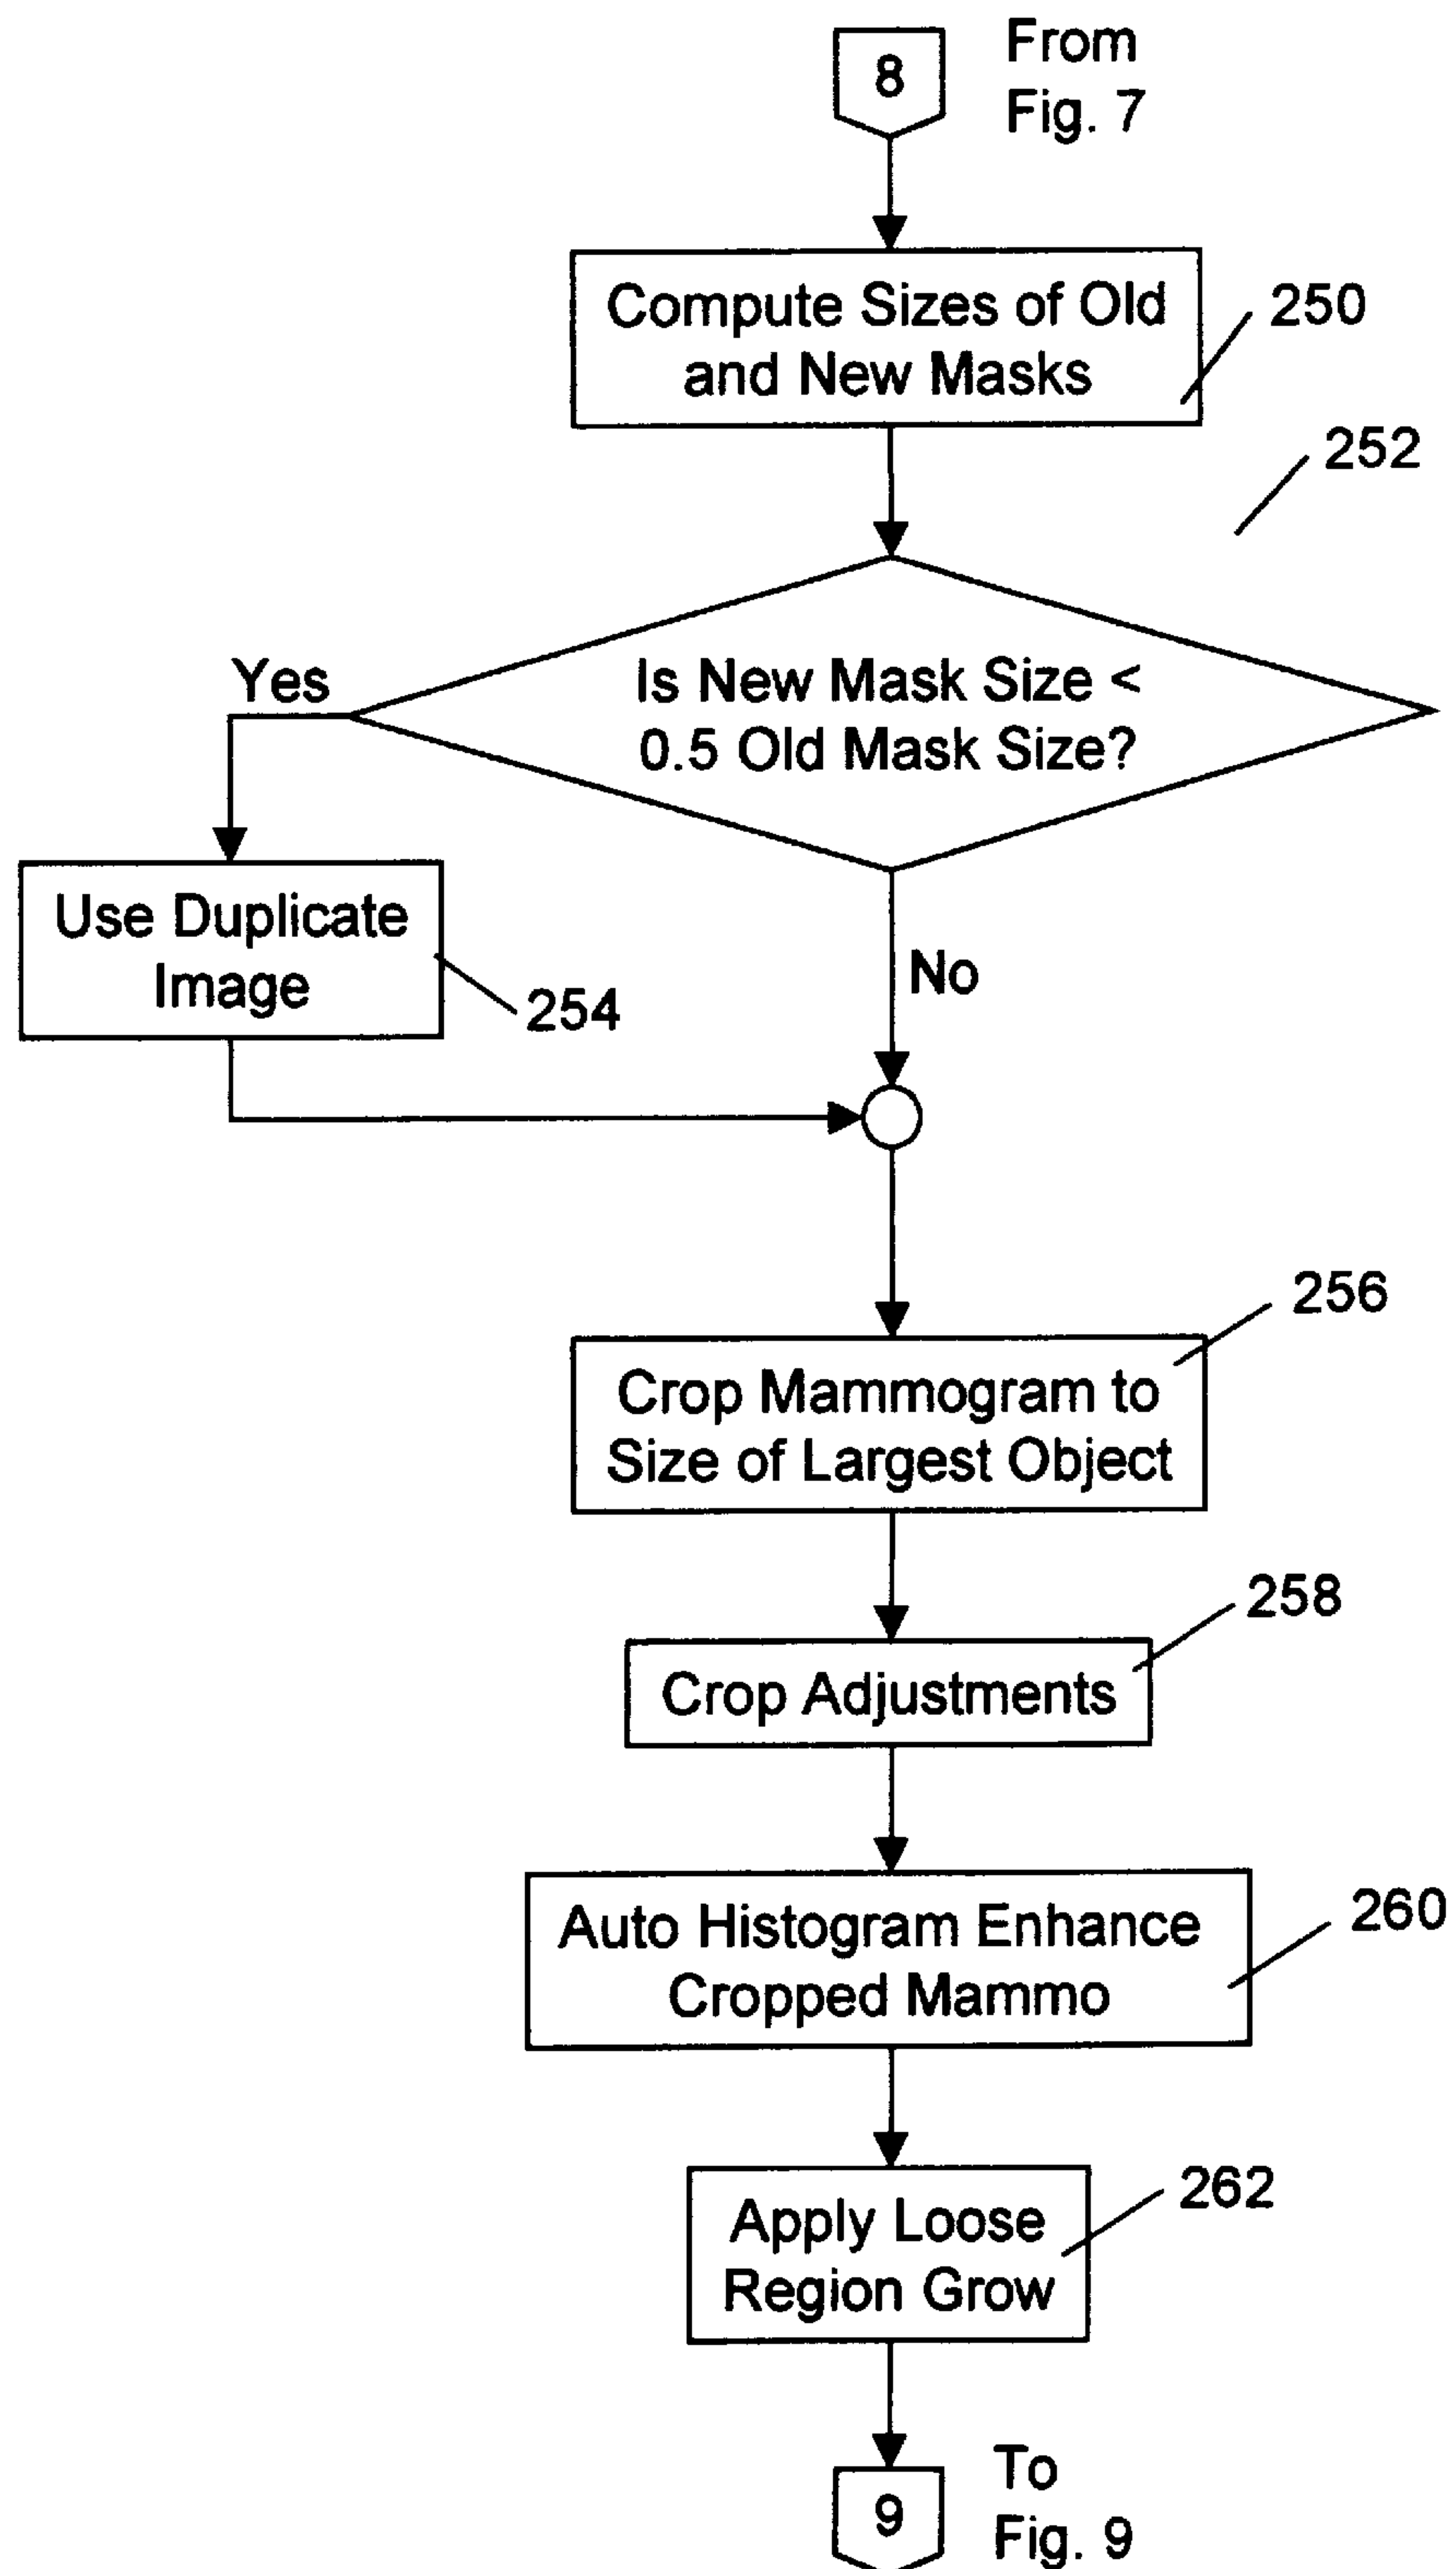 8
From
Fig. 7
Compute Sizes of Old
and New Masks
250
252
Is New Mask Size <
0.5 Old Mask Size?
Yes
Use Duplicate
Image
254
No
256
Crop Mammogram to
Size of Largest Object
258
Crop Adjustments
Auto Histogram Enhance
Cropped Mammo
260
Apply Loose
Region Grow
262
9
To
Fig. 9